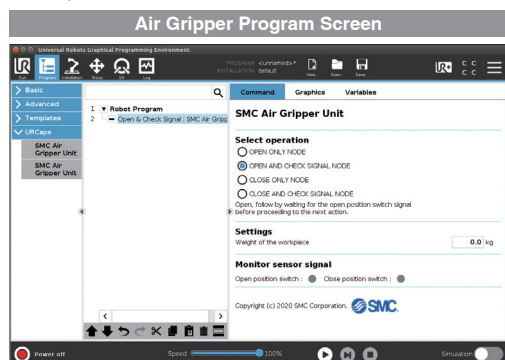 Air Gripper Program Screen
Universal Robots Graphical Programming Environment
UR
Run
Program
Installation
Move
I/O
Log
PROGRAM <unnamed>*
INSTALLATION default
New...
Open...
Save...
UR+
C C
C C
Basic
Advanced
Templates
URCaps
SMC Air
Gripper Unit
SMC Air
Gripper Unit
1 Robot Program
2 Open & Check Signal : SMC Air Gripp
Command Graphics Variables
SMC Air Gripper Unit
Select operation
OPEN ONLY NODE
OPEN AND CHECK SIGNAL NODE
CLOSE ONLY NODE
CLOSE AND CHECK SIGNAL NODE
Open, follow by waiting for the open position switch signal
before proceeding to the next action.
Settings
Weight of the workpiece 0.0 kg
Monitor sensor signal
Open position switch : Close position switch :
Copyright (c) 2020 SMC Corporation. SMC.
Power off
Speed 100%
Simulation